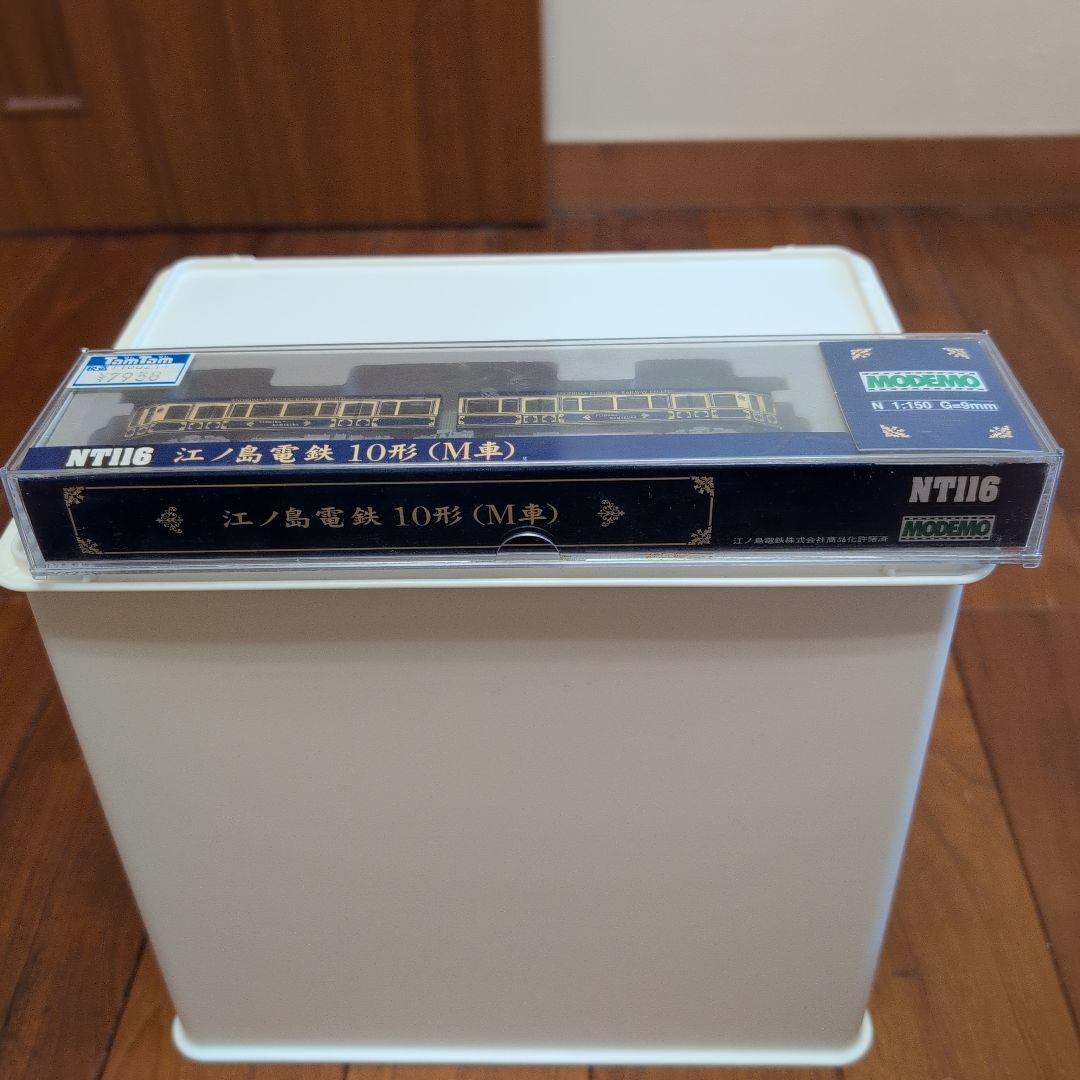 TamTam
¥7938
MODEMO
N 1:150 G=9mm
NT116 江ノ島電鉄 10形 (M車)
江ノ島電鉄 10形 (M車)
NT116
MODEMO
江ノ島電鉄株式会社商品化許諾済